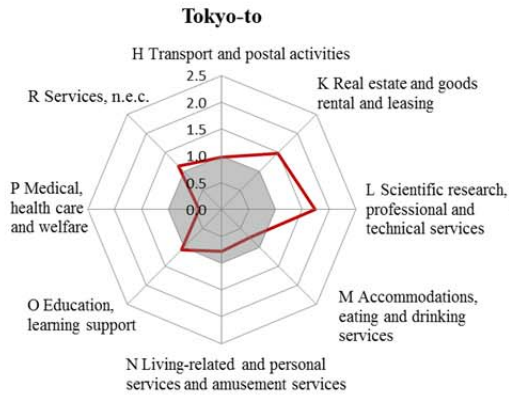 Tokyo-to
H Transport and postal activities
K Real estate and goods
rental and leasing
L Scientific research,
professional and
technical services
M Accommodations,
eating and drinking
services
N Living-related and personal
services and amusement services
O Education,
learning support
P Medical,
health care
and welfare
R Services, n.e.c.
2.5
2.0
1.5
1.0
0.5
0.0